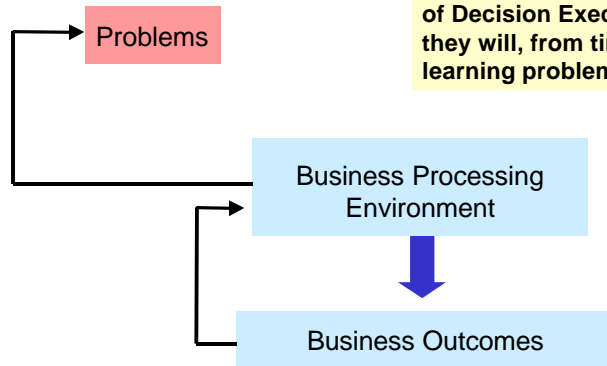 of Decision
they will, from
learning
Problems
Business Processing
Environment
Business Outcomes